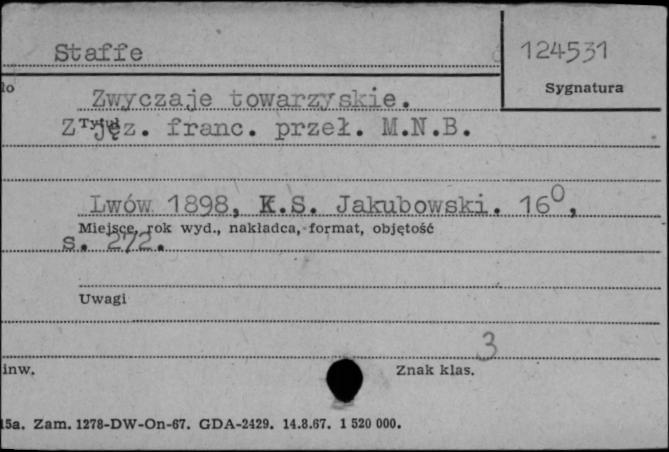 Staffe
124531
Sygnatura
ło
Zwyczaje towarzyskie.
Tytuł
Z jęz. franc. przeł. M.N.B.
Lwów 1898, K.S. Jakubowski. 16⁰,
Miejsce, rok wyd., nakładca, format, objętość
s. 272.
Uwagi
3
inw.
Znak klas.
15a. Zam. 1278-DW-On-67. GDA-2429. 14.8.67. 1 520 000.